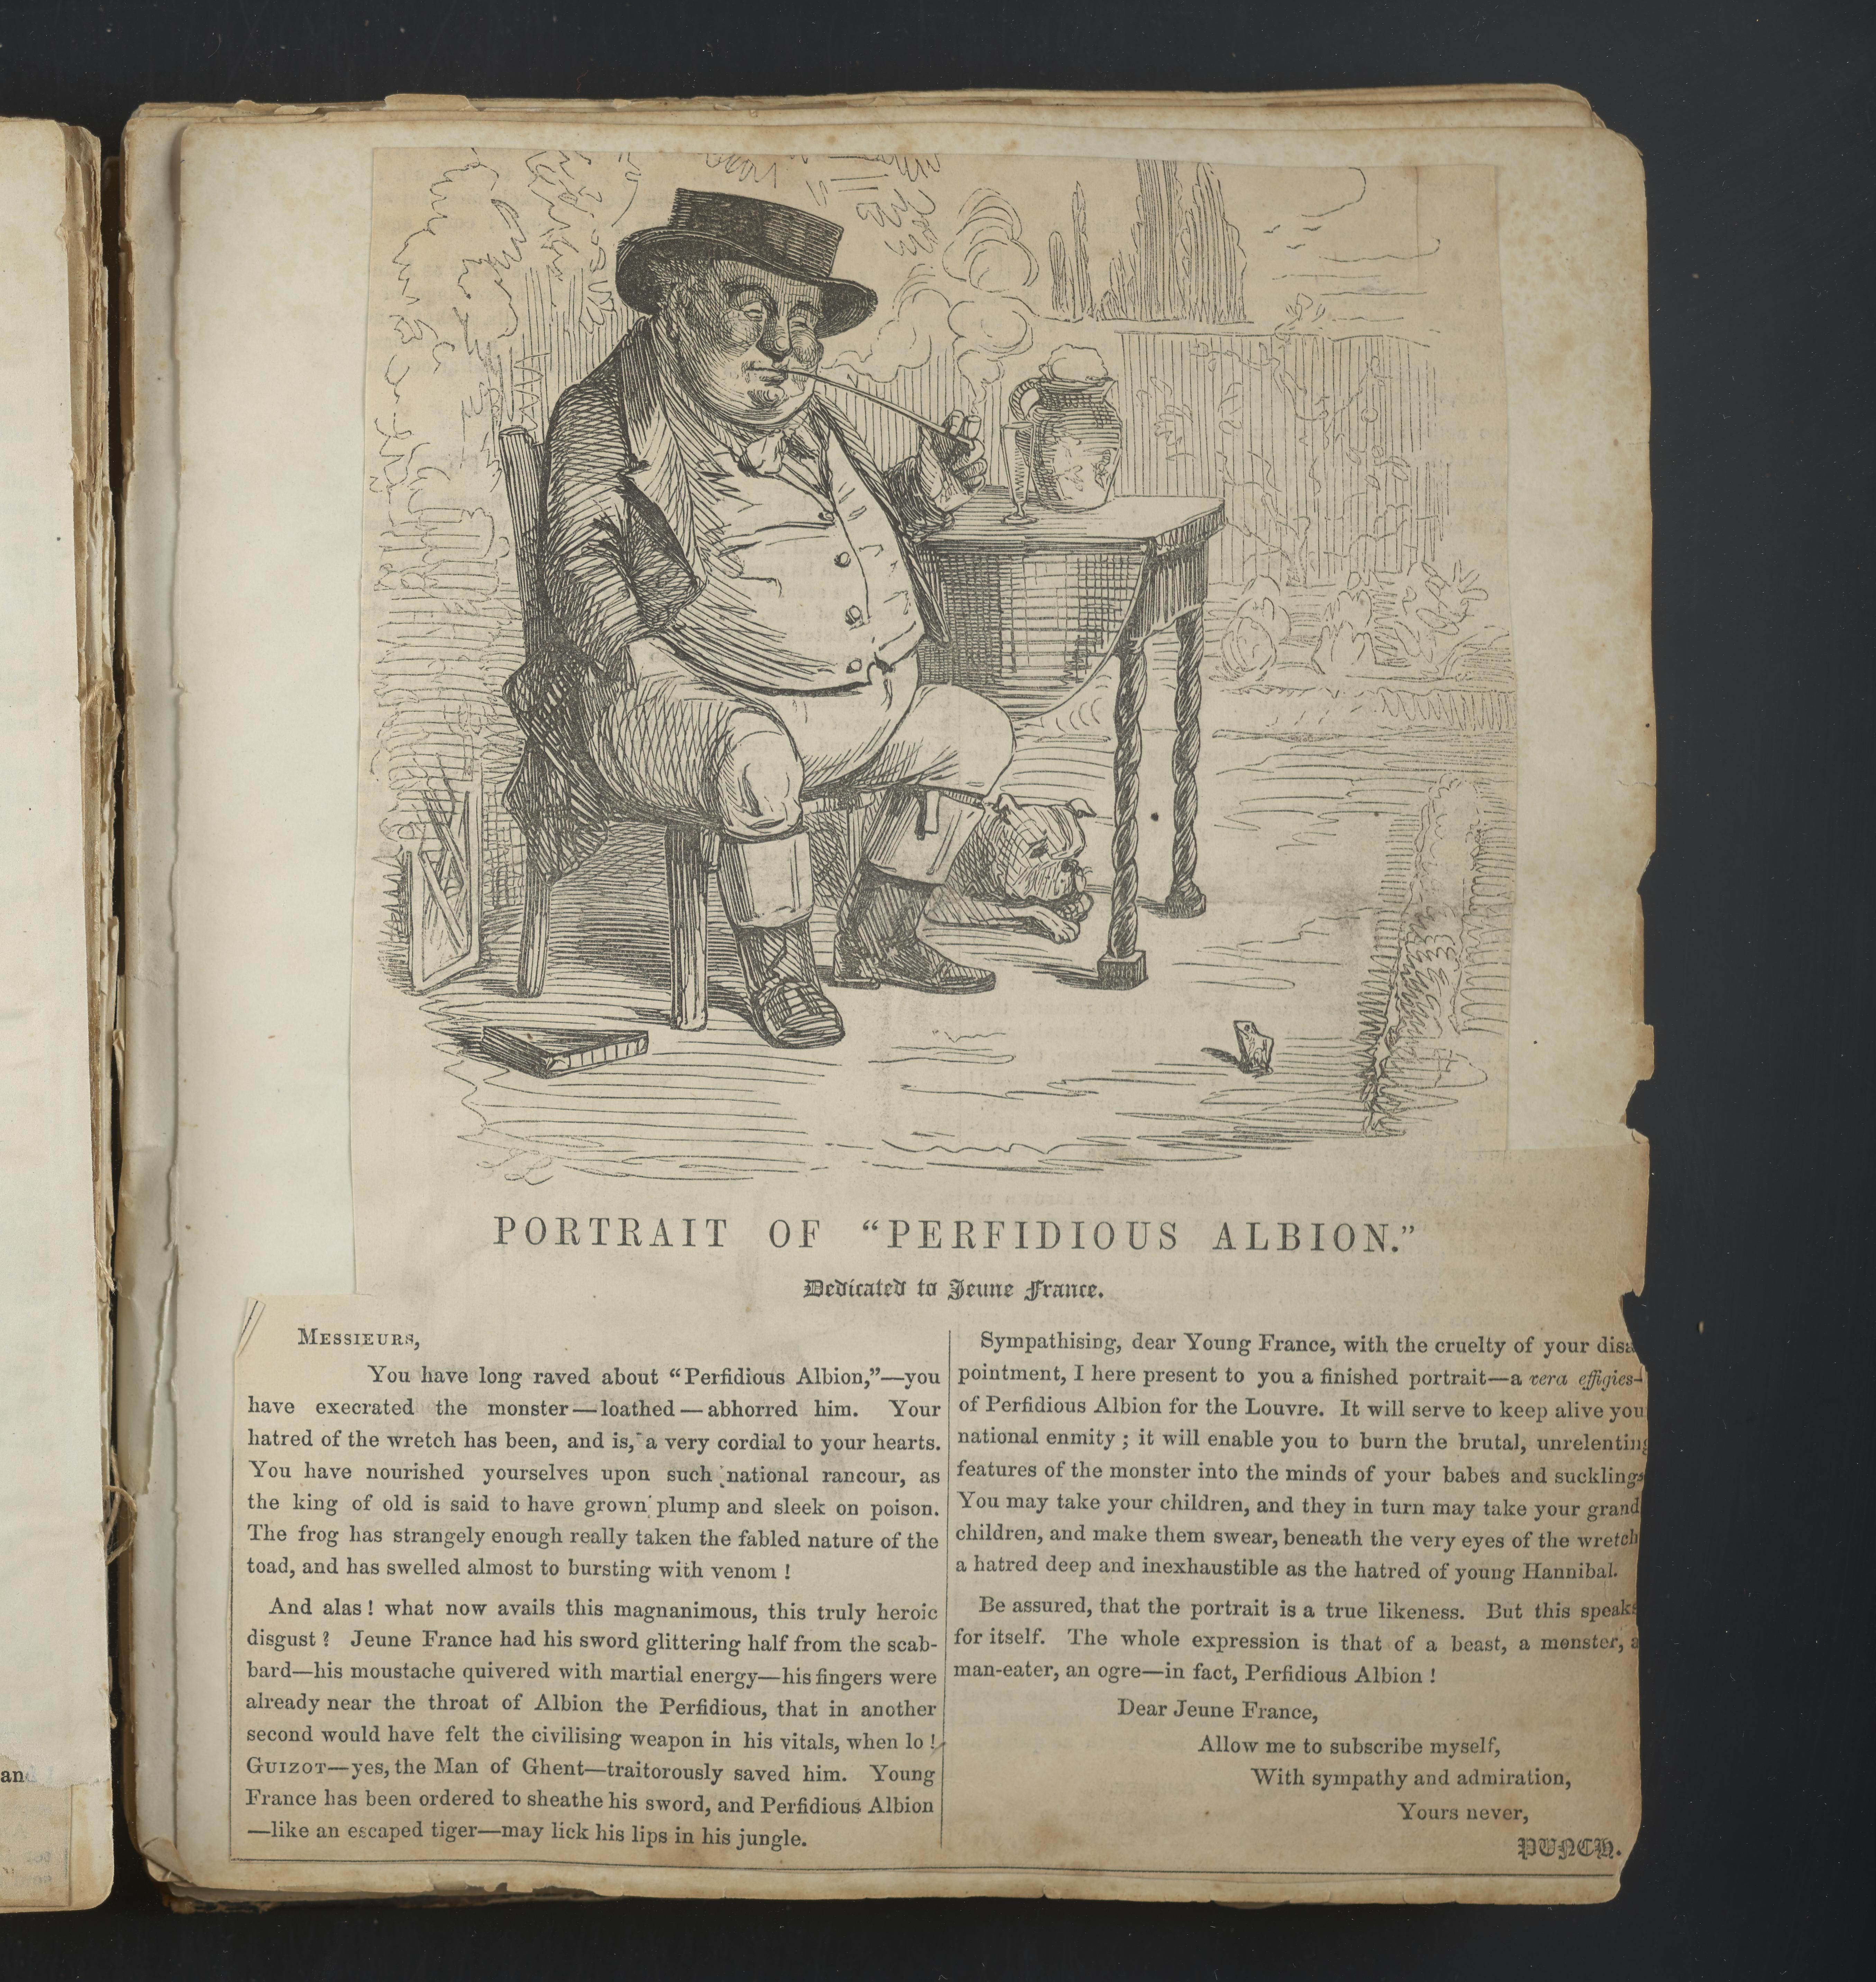 PORTRAIT OF "PERFIDIOUS ALBION."
Dedicated to Jeune France.
MESSIEURS,
You have long raved about "Perfidious Albion,"—you
have execrated the monster—loathed—abhorred him. Your
hatred of the wretch has been, and is, a very cordial to your hearts.
You have nourished yourselves upon such national rancour, as
the king of old is said to have grown plump and sleek on poison.
The frog has strangely enough really taken the fabled nature of the
toad, and has swelled almost to bursting with venom!
And alas! what now avails this magnanimous, this truly heroic
disgust? Jeune France had his sword glittering half from the scab-
bard—his moustache quivered with martial energy—his fingers were
already near the throat of Albion the Perfidious, that in another
second would have felt the civilising weapon in his vitals, when lo!
GUIZOT—yes, the Man of Ghent—traitorously saved him. Young
France has been ordered to sheathe his sword, and Perfidious Albion
—like an escaped tiger—may lick his lips in his jungle.
Sympathising, dear Young France, with the cruelty of your disa
pointment, I here present to you a finished portrait—a vera effigies—
of Perfidious Albion for the Louvre. It will serve to keep alive you
national enmity; it will enable you to burn the brutal, unrelenting
features of the monster into the minds of your babes and sucklings
You may take your children, and they in turn may take your grand
children, and make them swear, beneath the very eyes of the wretch
a hatred deep and inexhaustible as the hatred of young Hannibal.
Be assured, that the portrait is a true likeness. But this speaks
for itself. The whole expression is that of a beast, a monster, a
man-eater, an ogre—in fact, Perfidious Albion!
Dear Jeune France,
Allow me to subscribe myself,
With sympathy and admiration,
Yours never,
PUNCH.
an